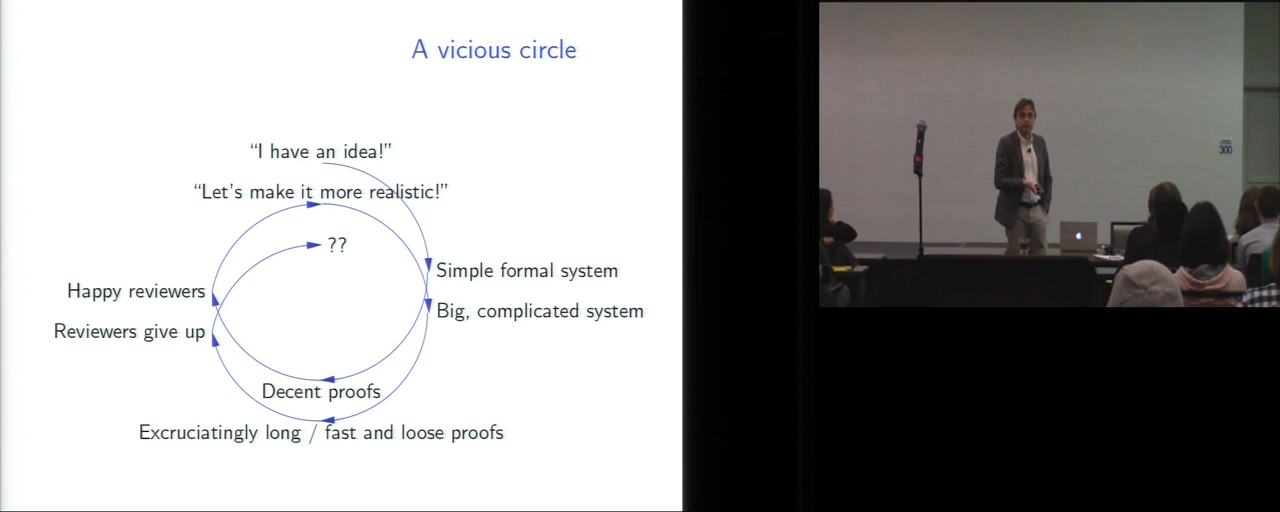 A vicious circle
“I have an idea!”
“Let’s make it more realistic!”
??
Simple formal system
Happy reviewers
Big, complicated system
Reviewers give up
Decent proofs
Excruciatingly long / fast and loose proofs
300